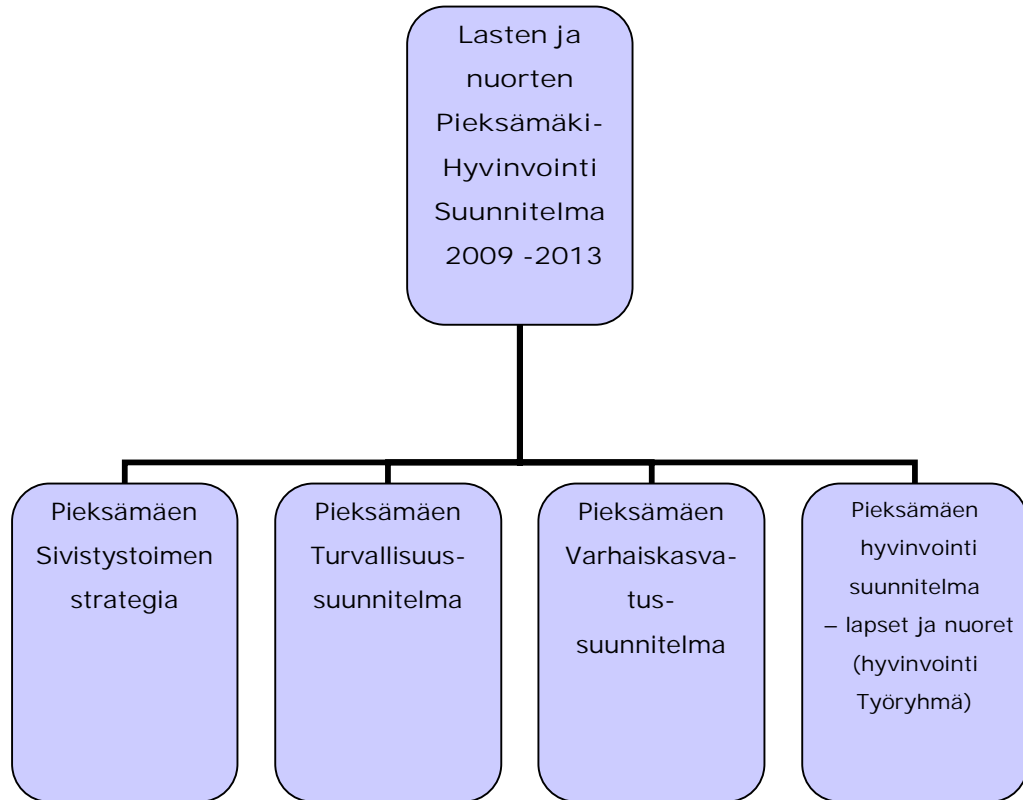 Lasten ja
nuorten
Pieksämäki-
Hyvinvointi
Suunnitelma
2009 -2013
Pieksämäen
Sivistystoimen
strategia
Pieksämäen
Turvallisuus-
suunnitelma
Pieksämäen
Varhaiskasva-
tus-
suunnitelma
Pieksämäen
hyvinvointi
suunnitelma
– lapset ja nuoret
(hyvinvointi
Työryhmä)